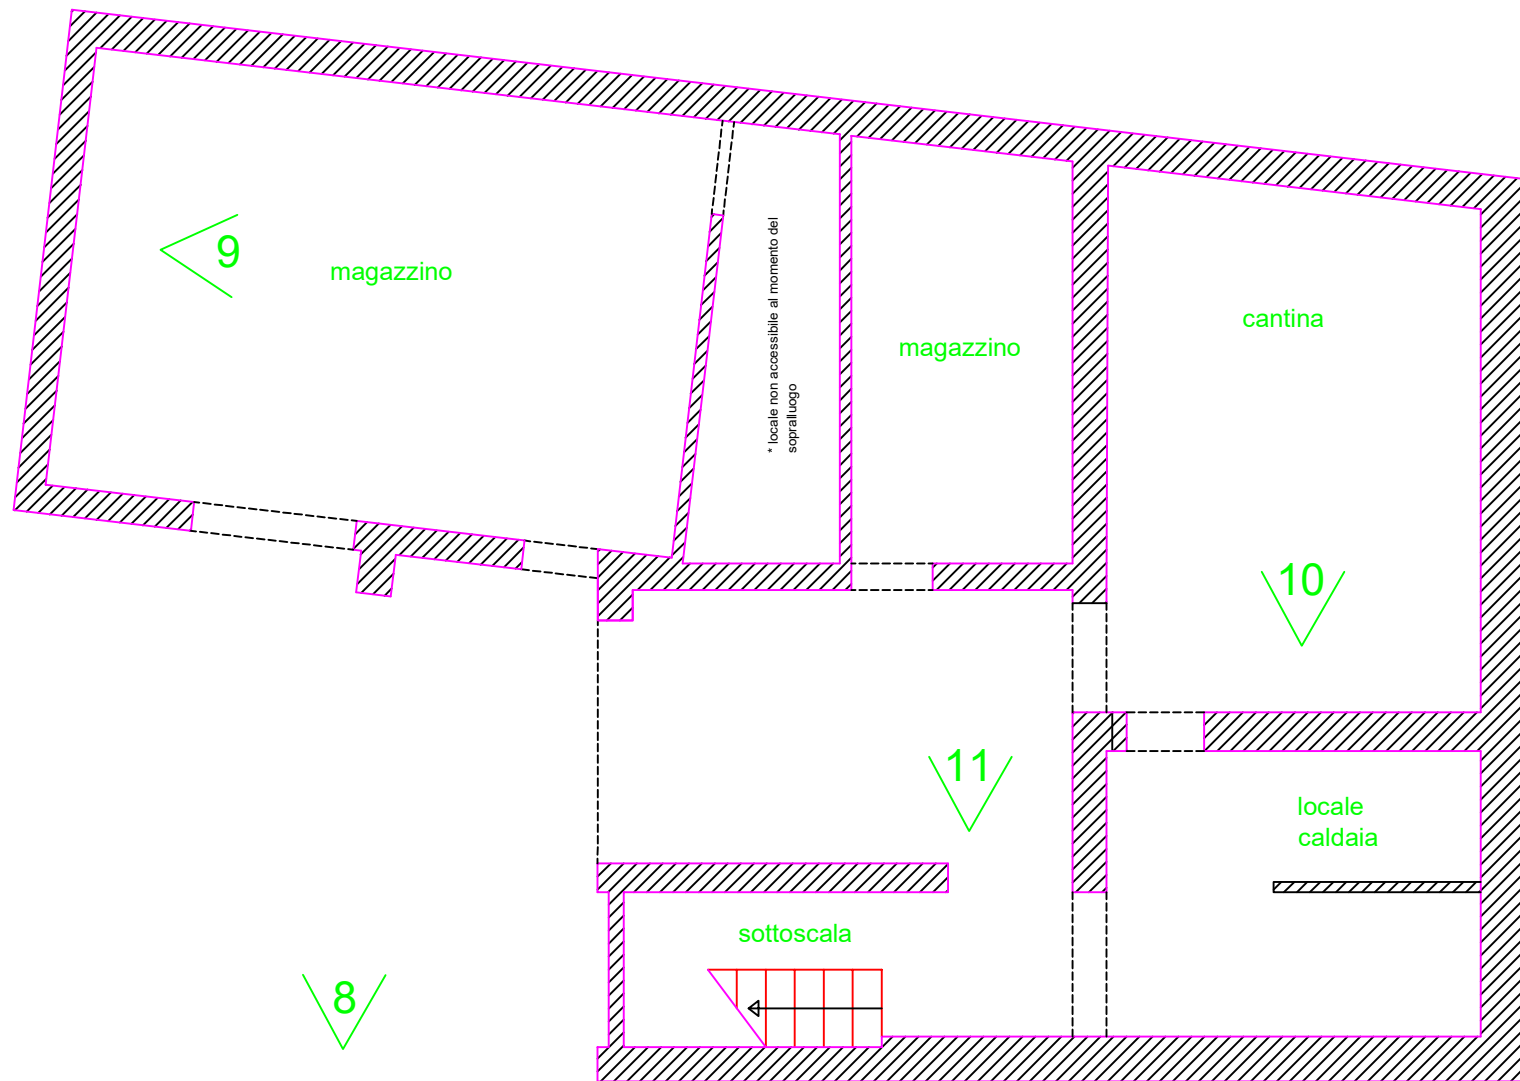 9
magazzino
* locale non accessibile al momento del
sopralluogo
magazzino
cantina
10
11
locale
caldaia
sottoscala
8